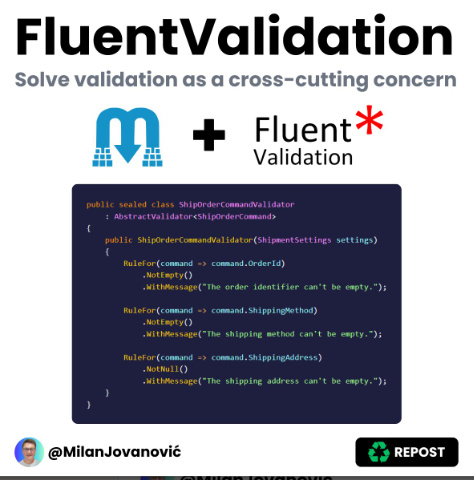 FluentValidation
Solve validation as a cross-cutting concern
+
Fluent*
Validation
public sealed class ShipOrderCommandValidator
    : AbstractValidator<ShipOrderCommand>
{
    public ShipOrderCommandValidator(ShipmentSettings settings)
    {
        RuleFor(command => command.OrderId)
            .NotEmpty()
            .WithMessage("The order identifier can't be empty.");
        RuleFor(command => command.ShippingMethod)
            .NotEmpty()
            .WithMessage("The shipping method can't be empty.");
        RuleFor(command => command.ShippingAddress)
            .NotNull()
            .WithMessage("The shipping address can't be empty.");
    }
}
@MilanJovanović
REPOST